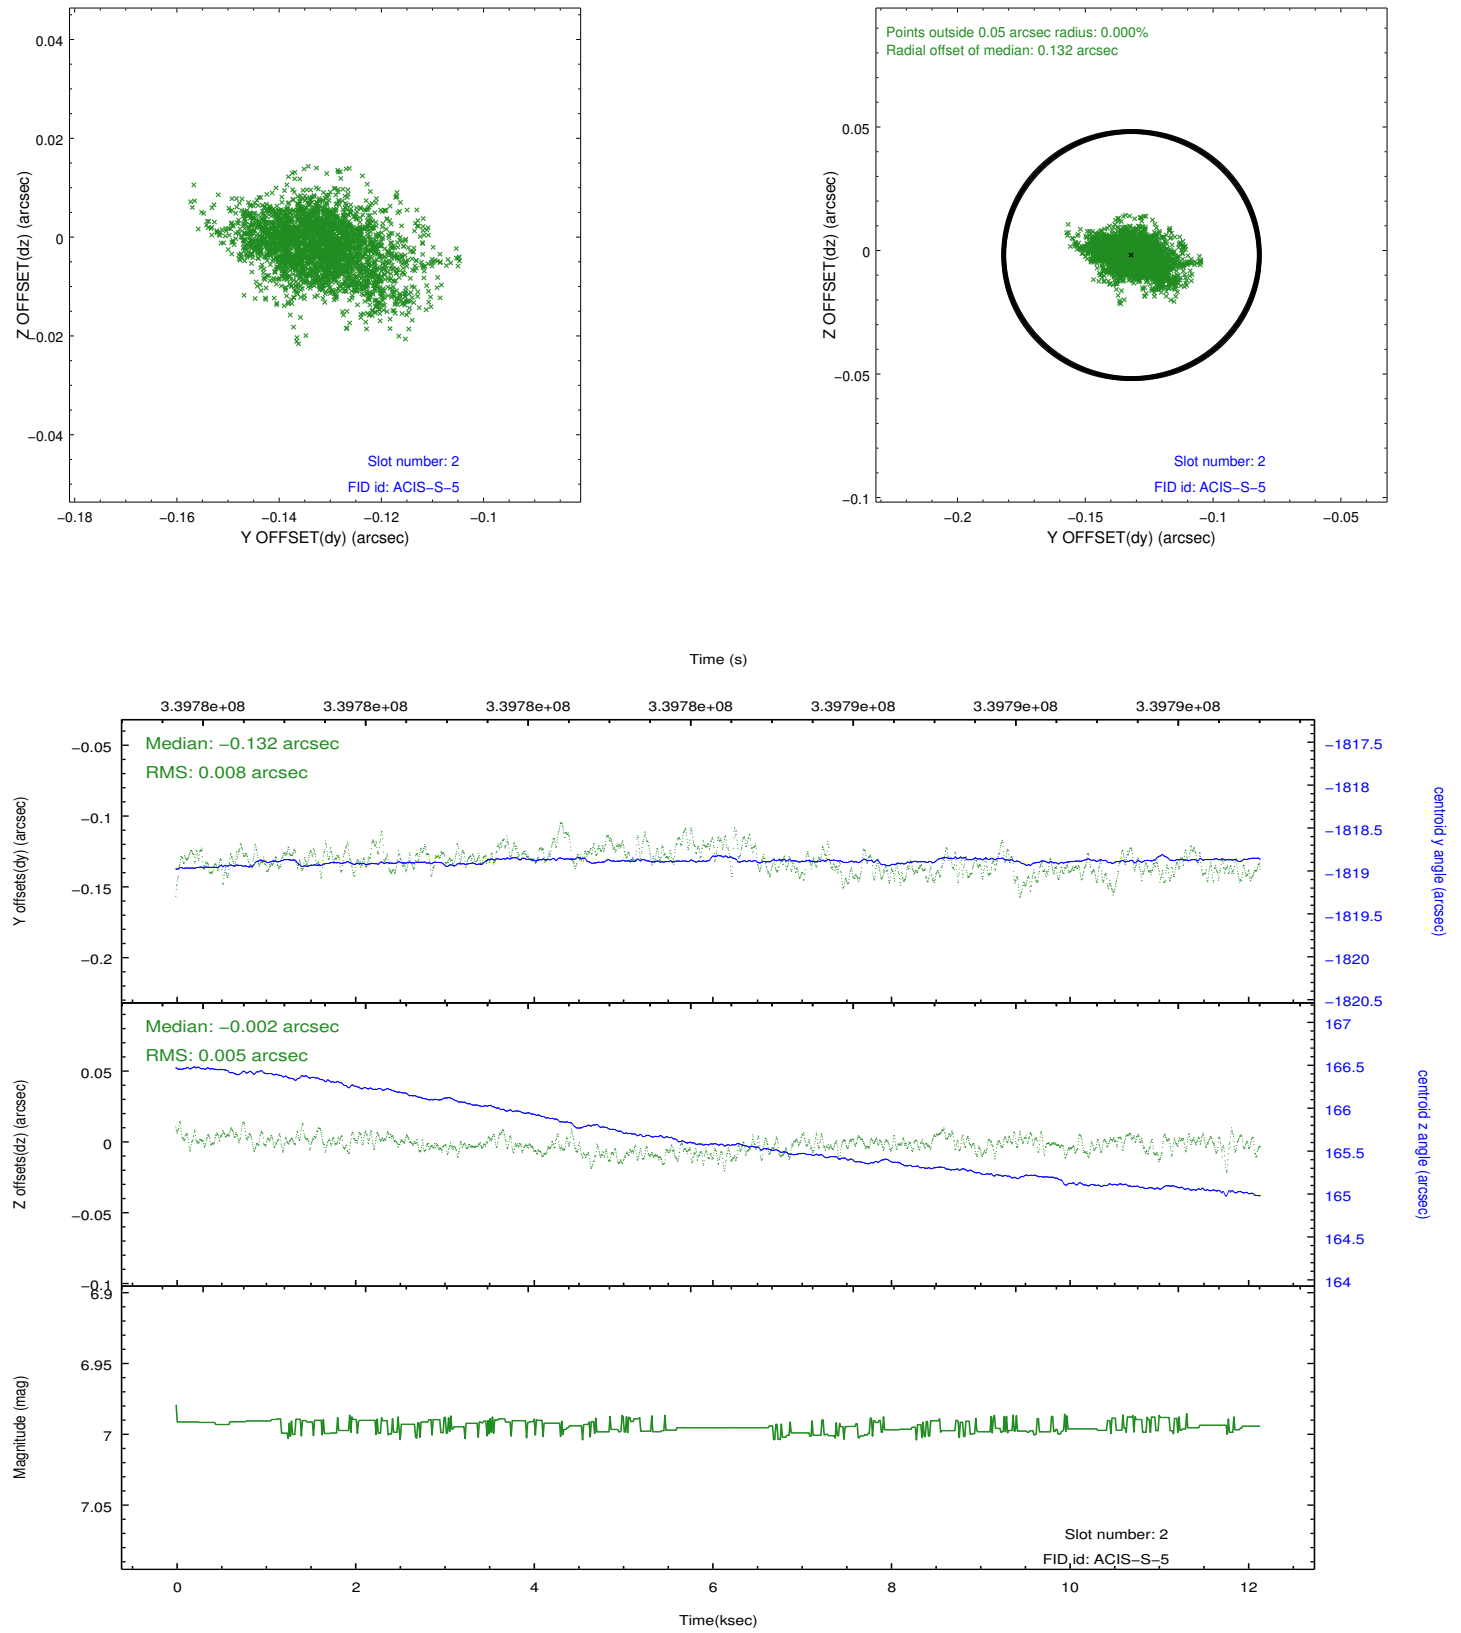 0.04
0.02
0
−0.02
−0.04
Z OFFSET(dz) (arcsec)
Slot number: 2
FID id: ACIS−S−5
−0.18 −0.16 −0.14 −0.12 −0.1
Y OFFSET(dy) (arcsec)
Points outside 0.05 arcsec radius: 0.000%
Radial offset of median: 0.132 arcsec
0.05
0
−0.05
−0.1
Z OFFSET(dz) (arcsec)
Slot number: 2
FID id: ACIS−S−5
−0.2 −0.15 −0.1 −0.05
Y OFFSET(dy) (arcsec)
Time (s)
3.3978e+08 3.3978e+08 3.3978e+08 3.3978e+08 3.3979e+08 3.3979e+08 3.3979e+08
Median: −0.132 arcsec
RMS: 0.008 arcsec
−0.05
−0.1
−0.15
−0.2
Y offsets(dy) (arcsec)
−1817.5
−1818
−1818.5
−1819
−1819.5
−1820
−1820.5
centroid y angle (arcsec)
Median: −0.002 arcsec
RMS: 0.005 arcsec
0.05
0
−0.05
−0.1
Z offsets(dz) (arcsec)
167
166.5
166
165.5
165
164.5
164
centroid z angle (arcsec)
6.9
6.95
7
7.05
Magnitude (mag)
Slot number: 2
FID id: ACIS−S−5
0 2 4 6 8 10 12
Time(ksec)